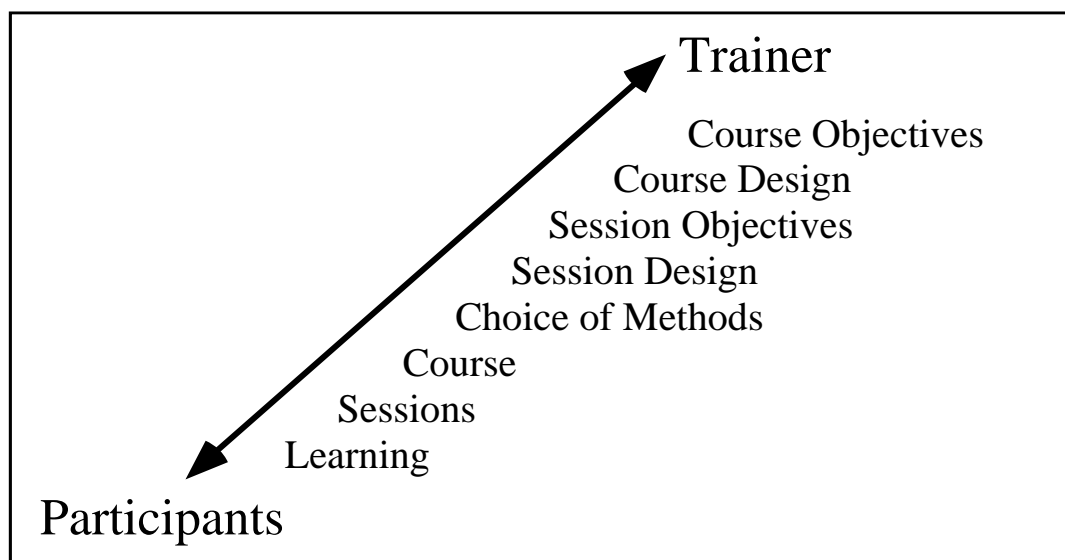 Trainer
Course Objectives
Course Design
Session Objectives
Session Design
Choice of Methods
Course
Sessions
Learning
Participants